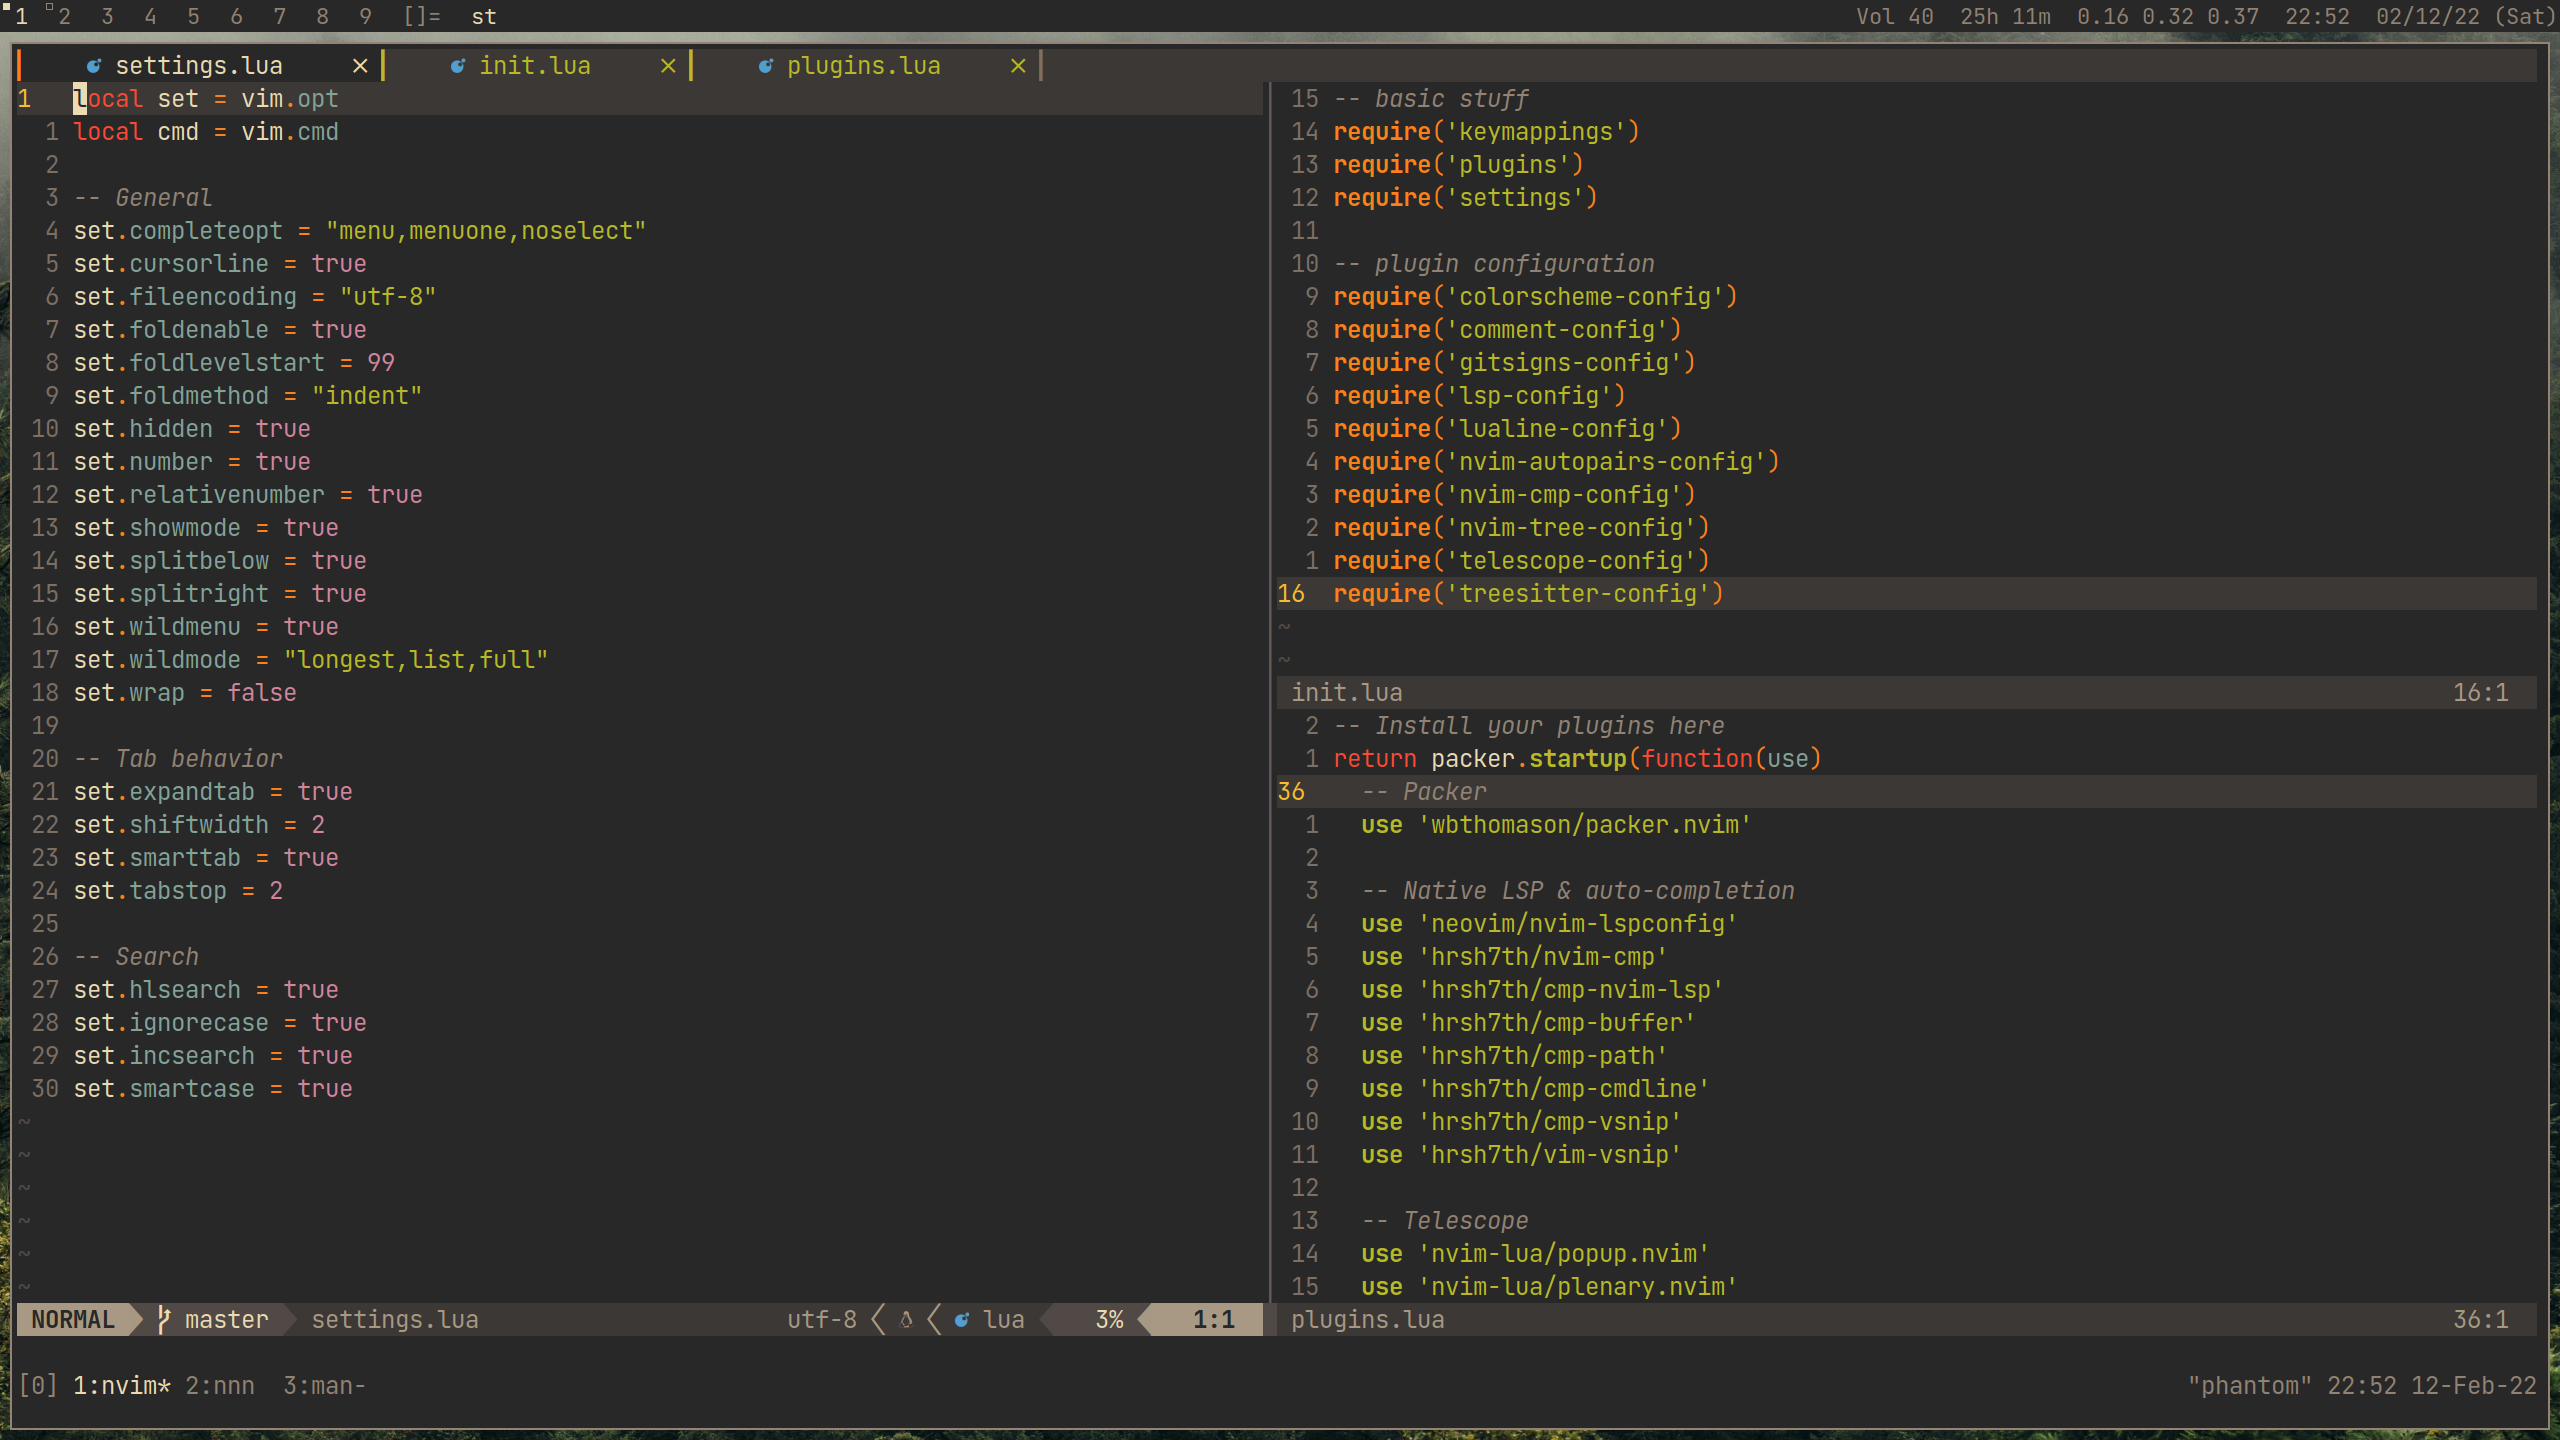 1 2 3 4 5 6 7 8 9 []= st Vol 40 25h 11m 0.16 0.32 0.37 22:52 02/12/22 (Sat)
settings.lua × init.lua × plugins.lua ×
1 local set = vim.opt
1 local cmd = vim.cmd
2
3 -- General
4 set.completeopt = "menu,menuone,noselect"
5 set.cursorline = true
6 set.fileencoding = "utf-8"
7 set.foldenable = true
8 set.foldlevelstart = 99
9 set.foldmethod = "indent"
10 set.hidden = true
11 set.number = true
12 set.relativenumber = true
13 set.showmode = true
14 set.splitbelow = true
15 set.splitright = true
16 set.wildmenu = true
17 set.wildmode = "longest,list,full"
18 set.wrap = false
19
20 -- Tab behavior
21 set.expandtab = true
22 set.shiftwidth = 2
23 set.smarttab = true
24 set.tabstop = 2
25
26 -- Search
27 set.hlsearch = true
28 set.ignorecase = true
29 set.incsearch = true
30 set.smartcase = true
~
~
~
~
~
~
NORMAL master settings.lua utf-8 lua 3% 1:1
15 -- basic stuff
14 require('keymappings')
13 require('plugins')
12 require('settings')
11
10 -- plugin configuration
9 require('colorscheme-config')
8 require('comment-config')
7 require('gitsigns-config')
6 require('lsp-config')
5 require('lualine-config')
4 require('nvim-autopairs-config')
3 require('nvim-cmp-config')
2 require('nvim-tree-config')
1 require('telescope-config')
16 require('treesitter-config')
~
~
init.lua 16:1
2 -- Install your plugins here
1 return packer.startup(function(use)
36 -- Packer
1 use 'wbthomason/packer.nvim'
2
3 -- Native LSP & auto-completion
4 use 'neovim/nvim-lspconfig'
5 use 'hrsh7th/nvim-cmp'
6 use 'hrsh7th/cmp-nvim-lsp'
7 use 'hrsh7th/cmp-buffer'
8 use 'hrsh7th/cmp-path'
9 use 'hrsh7th/cmp-cmdline'
10 use 'hrsh7th/cmp-vsnip'
11 use 'hrsh7th/vim-vsnip'
12
13 -- Telescope
14 use 'nvim-lua/popup.nvim'
15 use 'nvim-lua/plenary.nvim'
plugins.lua 36:1
[0] 1:nvim* 2:nnn 3:man- "phantom" 22:52 12-Feb-22